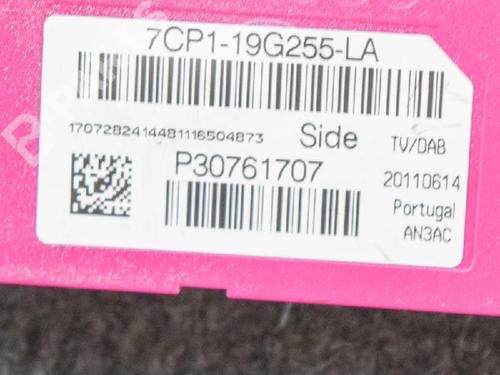 7CP1-19G255-LA
1707282414481116504873
Side
TV/DAB
P30761707
20110614
Portugal
AN3AC